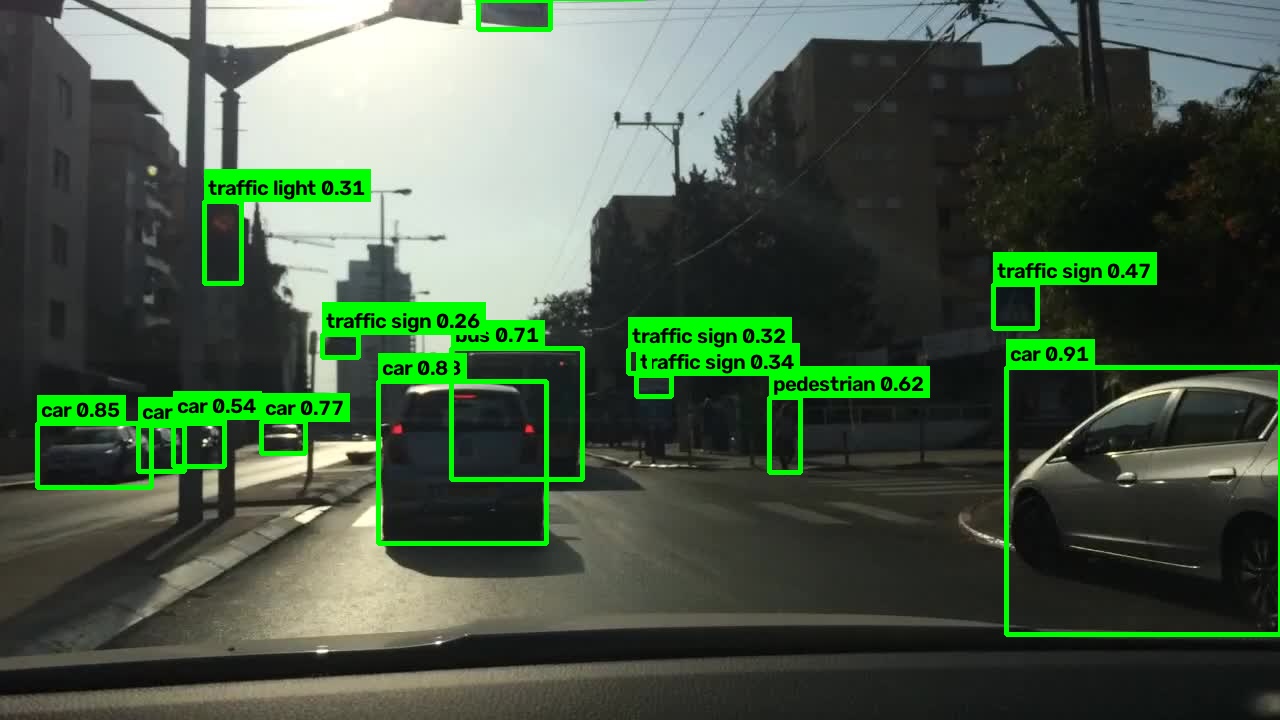 traffic light 0.31
traffic sign 0.47
traffic sign 0.26
bus 0.71
traffic sign 0.32
traffic sign 0.34
car 0.91
car 0.83
pedestrian 0.62
car 0.85
car
car 0.54
car 0.77